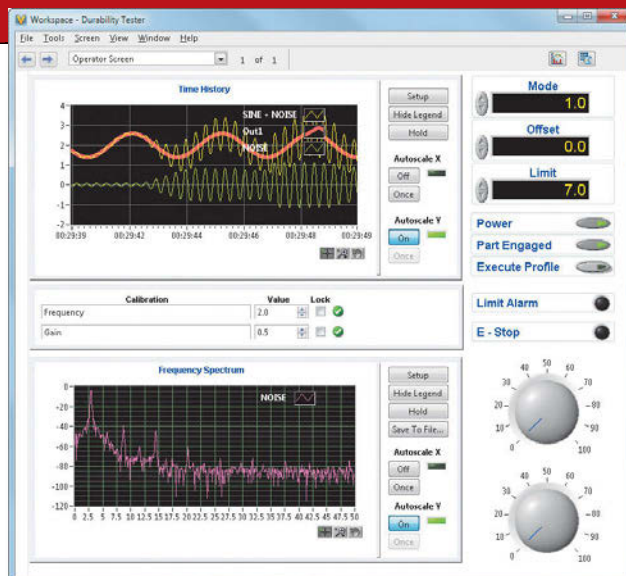 Workspace - Durability Tester
File Tools Screen View Window Help
Operator Screen 1 of 1
Time History
SINE + NOISE
Out1
NOISE
4
3
2
1
0
-1
-2
00:29:39 00:29:42 00:29:44 00:29:46 00:29:48 00:29:49
Setup
Hide Legend
Hold
Autoscale X
Off
Once
Autoscale Y
On
Once
Mode
1.0
Offset
0.0
Limit
7.0
Power
Part Engaged
Execute Profile
Limit Alarm
E - Stop
Calibration Value Lock
Frequency 2.0
Gain 0.5
Frequency Spectrum
NOISE
0
-20
-40
-60
-80
-100
-120
0 2.5 5 7.5 10 12.5 15 17.5 20 22.5 25 27.5 30 32.5 35 37.5 40 42.5 45 47.5 50
Setup
Hide Legend
Hold
Save To File...
Autoscale X
Off
Once
Autoscale Y
On
Once
0 10 20 30 40 50 60 70 80 90 100
0 10 20 30 40 50 60 70 80 90 100